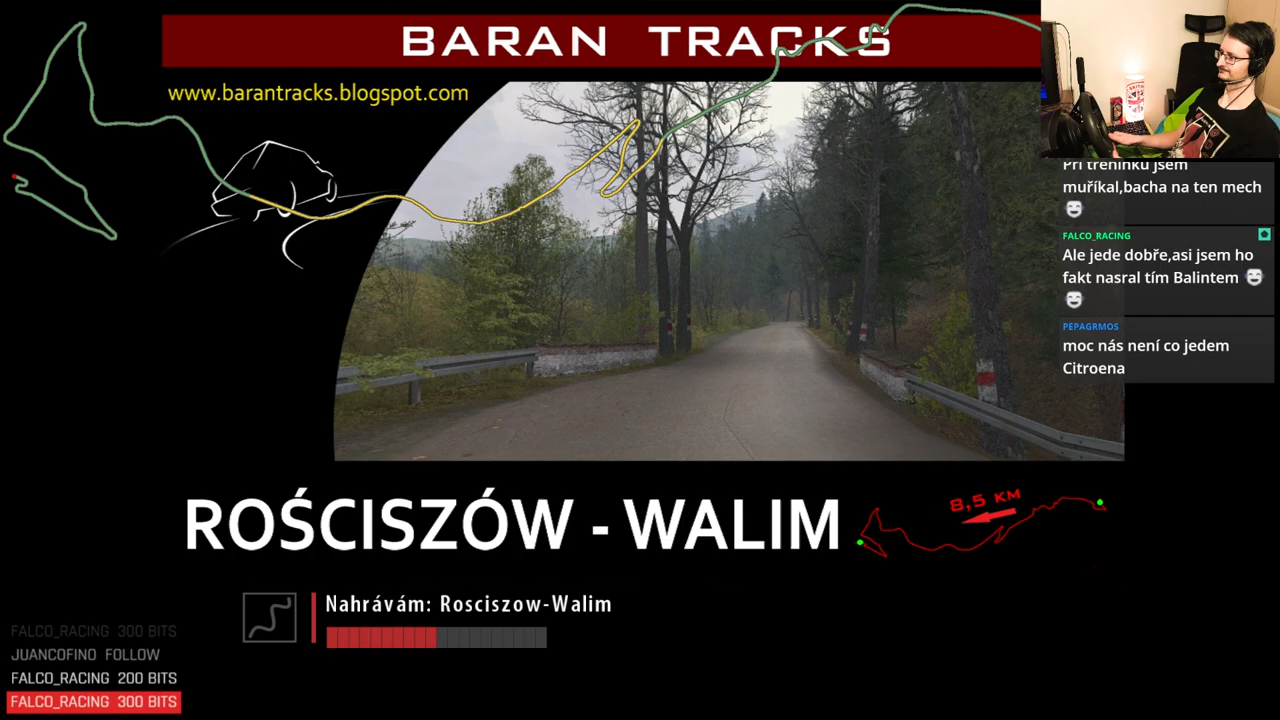 BARAN TRACKS
www.barantracks.blogspot.com
Při tréninku jsem
muříkal,bacha na ten mech
FALCO_RACING
Ale jede dobře,asi jsem ho
fakt nasral tím Balintem
PEPAGRMOS
moc nás není co jedem
Citroena
ROŚCISZÓW - WALIM
8,5 KM
Nahrávám: Rosciszow-Walim
FALCO_RACING 300 BITS
JUANCOFINO FOLLOW
FALCO_RACING 200 BITS
FALCO_RACING 300 BITS